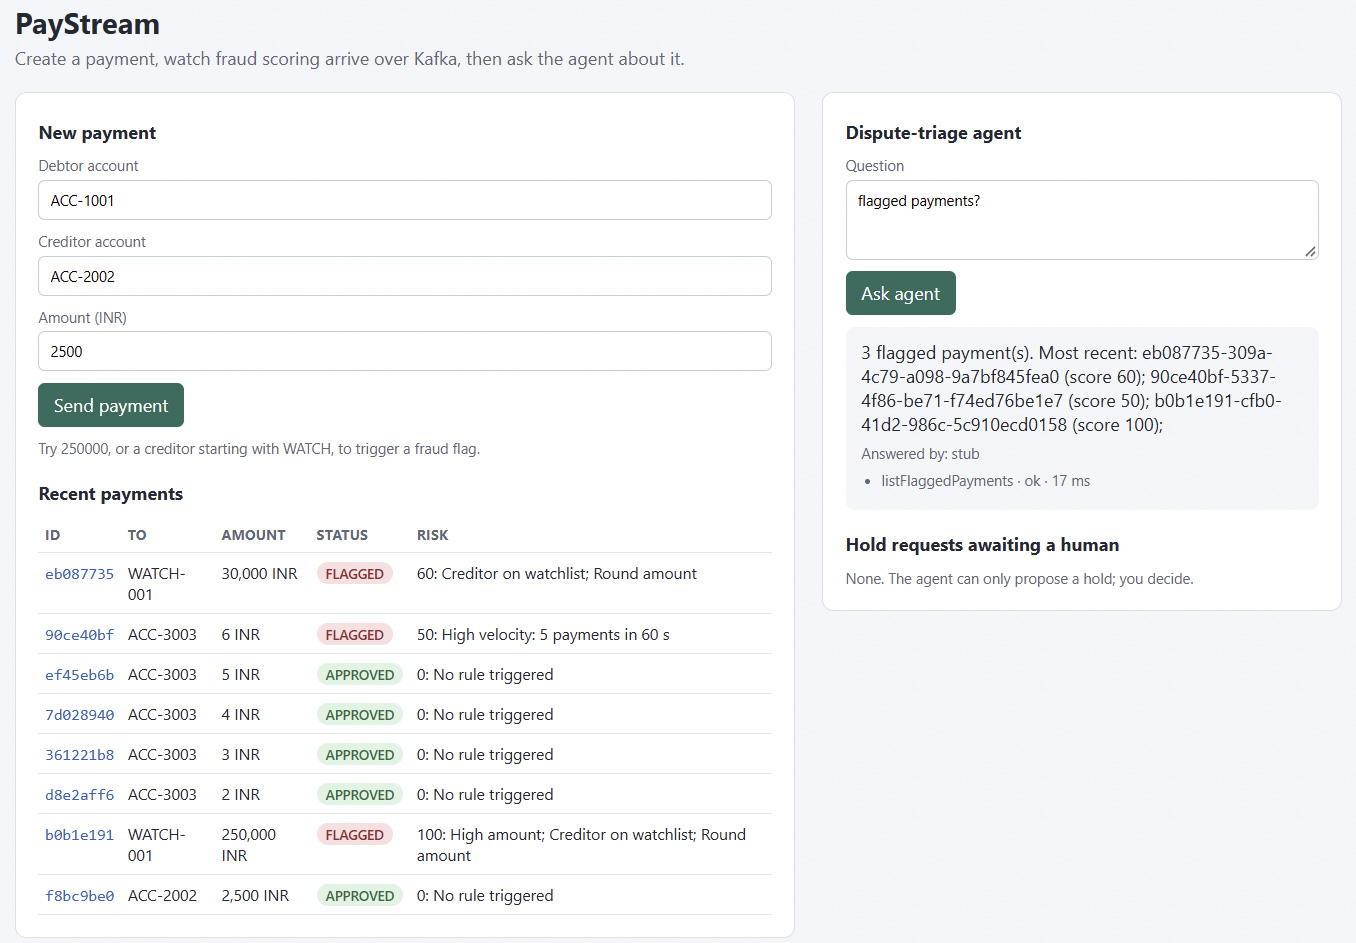 PayStream
Create a payment, watch fraud scoring arrive over Kafka, then ask the agent about it.
New payment
Debtor account
ACC-1001
Creditor account
ACC-2002
Amount (INR)
2500
Send payment
Try 250000, or a creditor starting with WATCH, to trigger a fraud flag.
Recent payments
ID TO AMOUNT STATUS RISK
eb087735 WATCH- 30,000 INR FLAGGED 60: Creditor on watchlist; Round amount
001
90ce40bf ACC-3003 6 INR FLAGGED 50: High velocity: 5 payments in 60 s
ef45eb6b ACC-3003 5 INR APPROVED 0: No rule triggered
7d028940 ACC-3003 4 INR APPROVED 0: No rule triggered
361221b8 ACC-3003 3 INR APPROVED 0: No rule triggered
d8e2aff6 ACC-3003 2 INR APPROVED 0: No rule triggered
b0b1e191 WATCH- 250,000 FLAGGED 100: High amount; Creditor on watchlist; Round
001 INR amount
f8bc9be0 ACC-2002 2,500 INR APPROVED 0: No rule triggered
Dispute-triage agent
Question
flagged payments?
Ask agent
3 flagged payment(s). Most recent: eb087735-309a-
4c79-a098-9a7bf845fea0 (score 60); 90ce40bf-5337-
4f86-be71-f74ed76be1e7 (score 50); b0b1e191-cfb0-
41d2-986c-5c910ecd0158 (score 100);
Answered by: stub
• listFlaggedPayments · ok · 17 ms
Hold requests awaiting a human
None. The agent can only propose a hold; you decide.